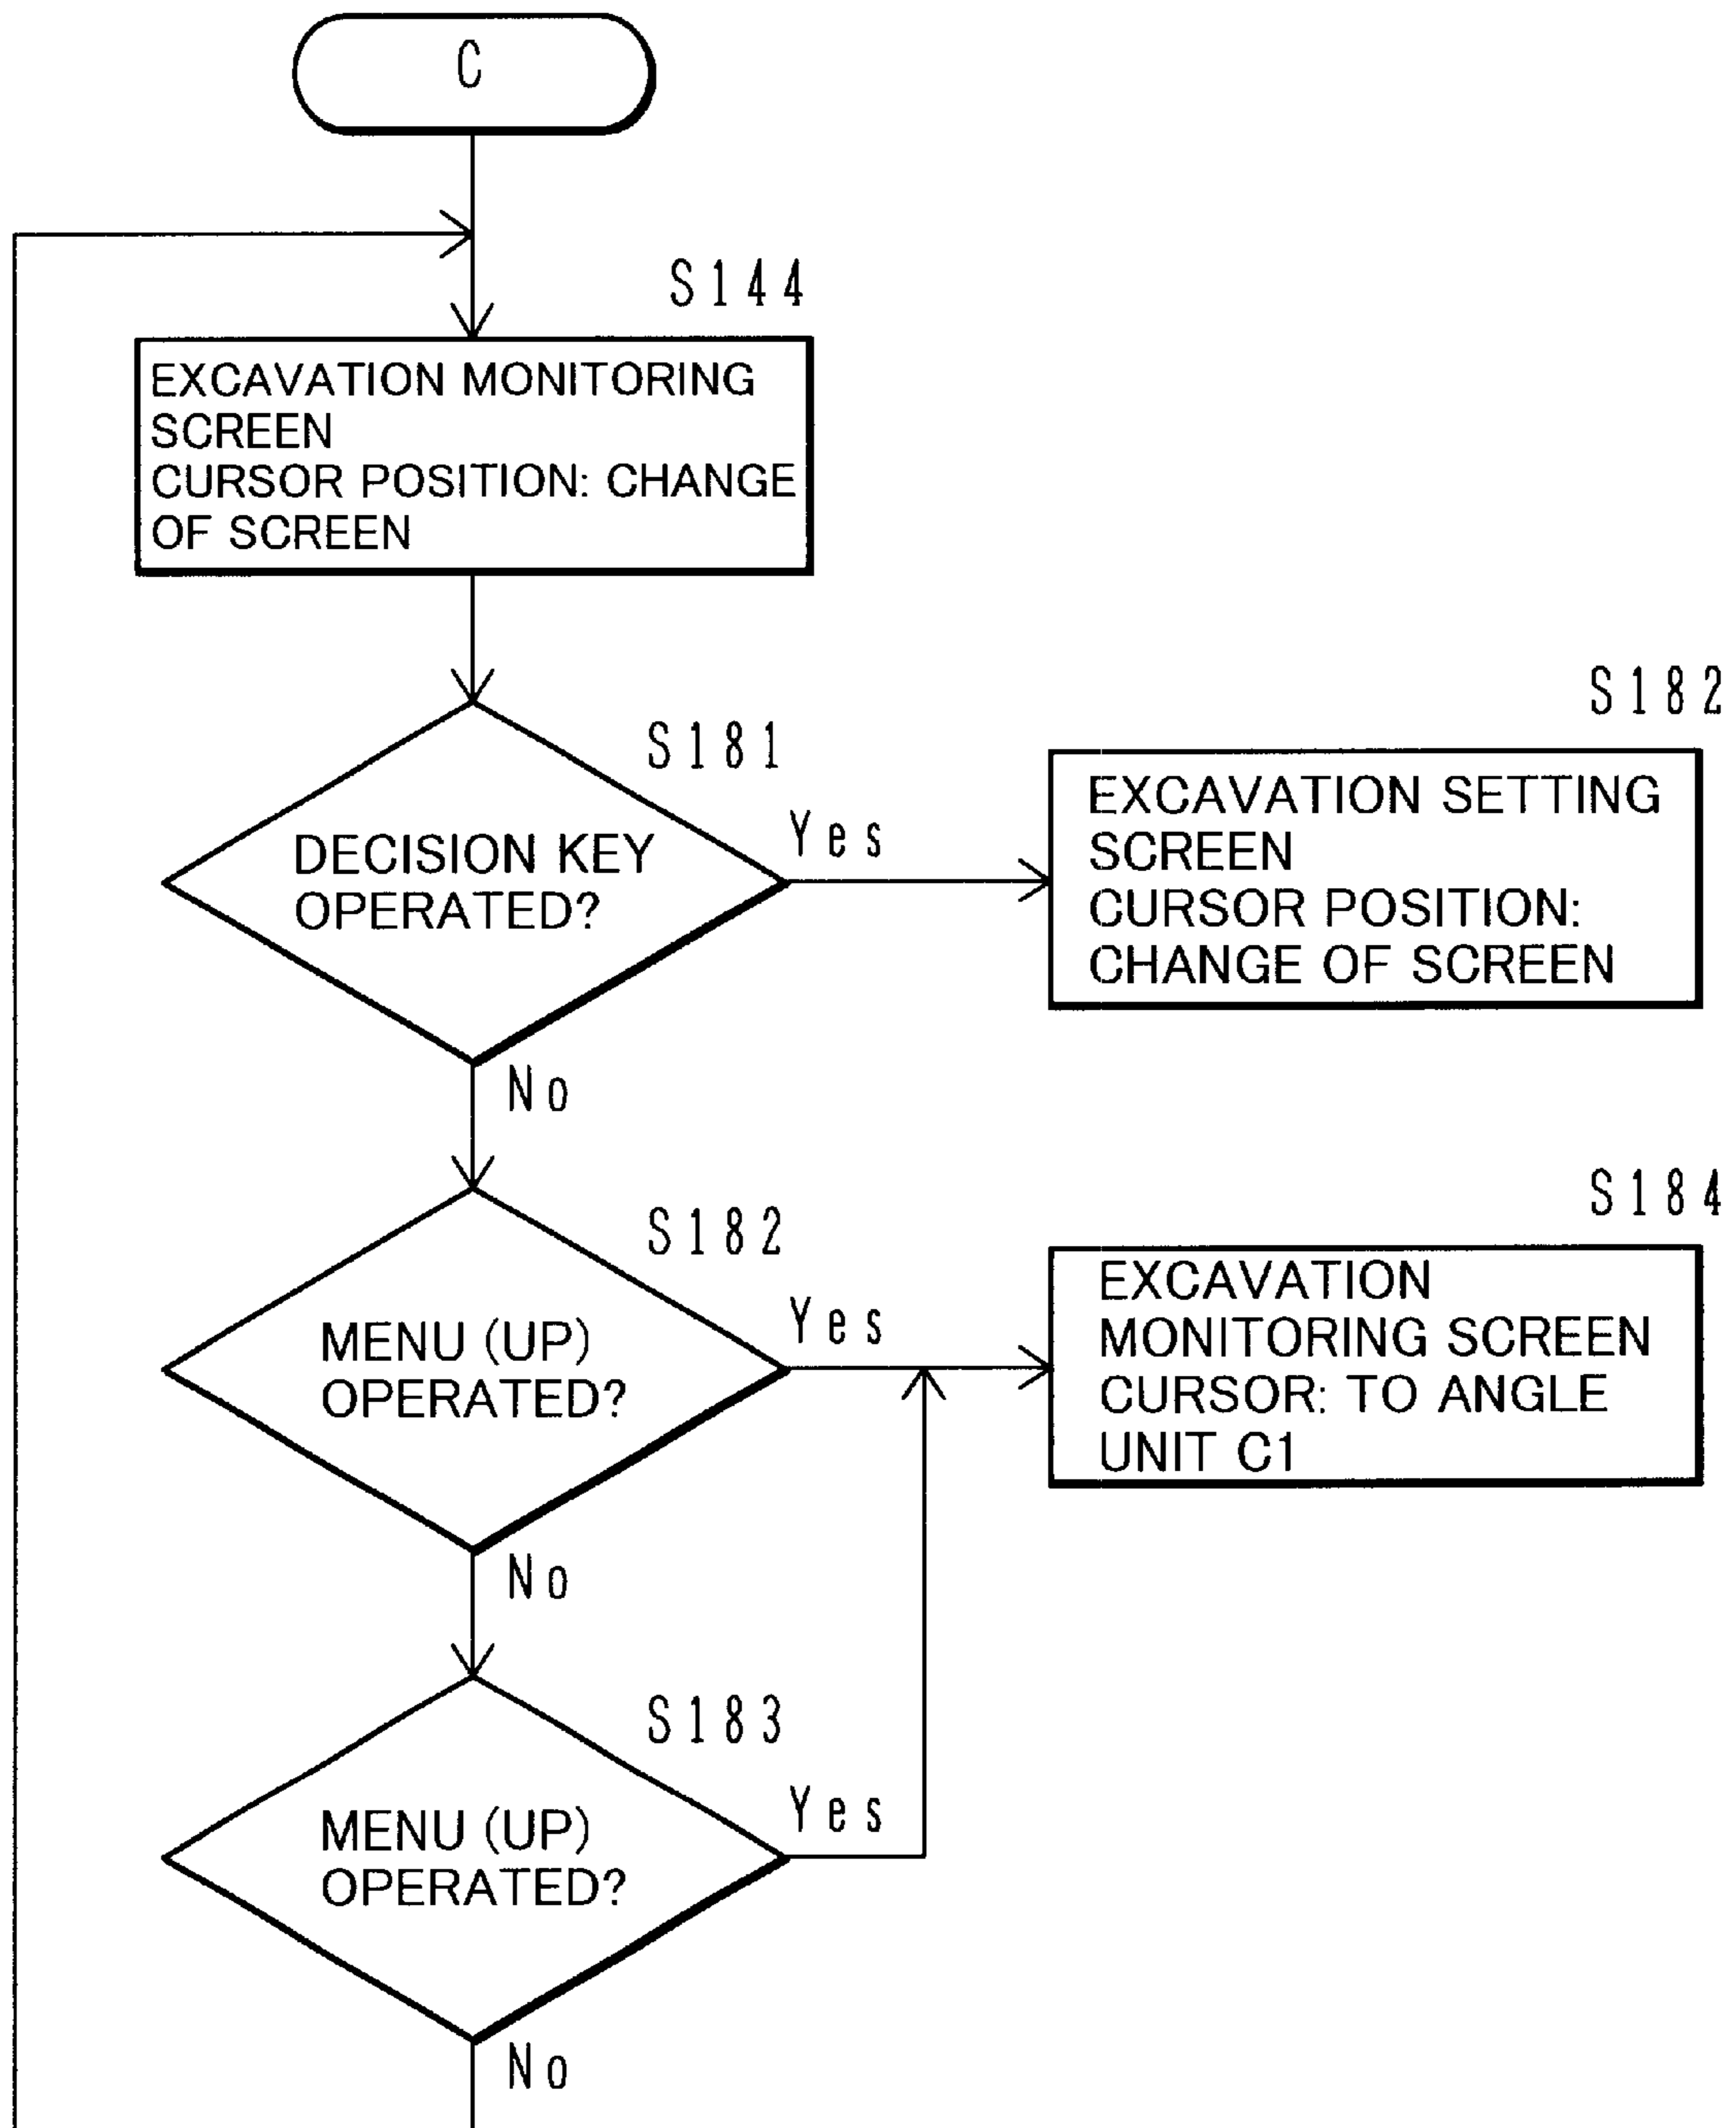 C
S144
EXCAVATION MONITORING
SCREEN
CURSOR POSITION: CHANGE
OF SCREEN
S181
DECISION KEY
OPERATED?
Yes
No
S182
EXCAVATION SETTING
SCREEN
CURSOR POSITION:
CHANGE OF SCREEN
S182
MENU (UP)
OPERATED?
Yes
No
S184
EXCAVATION
MONITORING SCREEN
CURSOR: TO ANGLE
UNIT C1
S183
MENU (UP)
OPERATED?
Yes
No